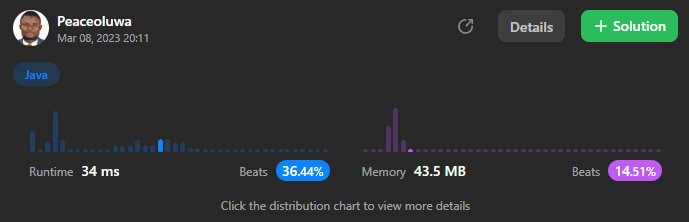 Peaceoluwa
Mar 08, 2023 20:11
Details
+ Solution
Java
Runtime 34 ms Beats 36.44% Memory 43.5 MB Beats 14.51%
Click the distribution chart to view more details